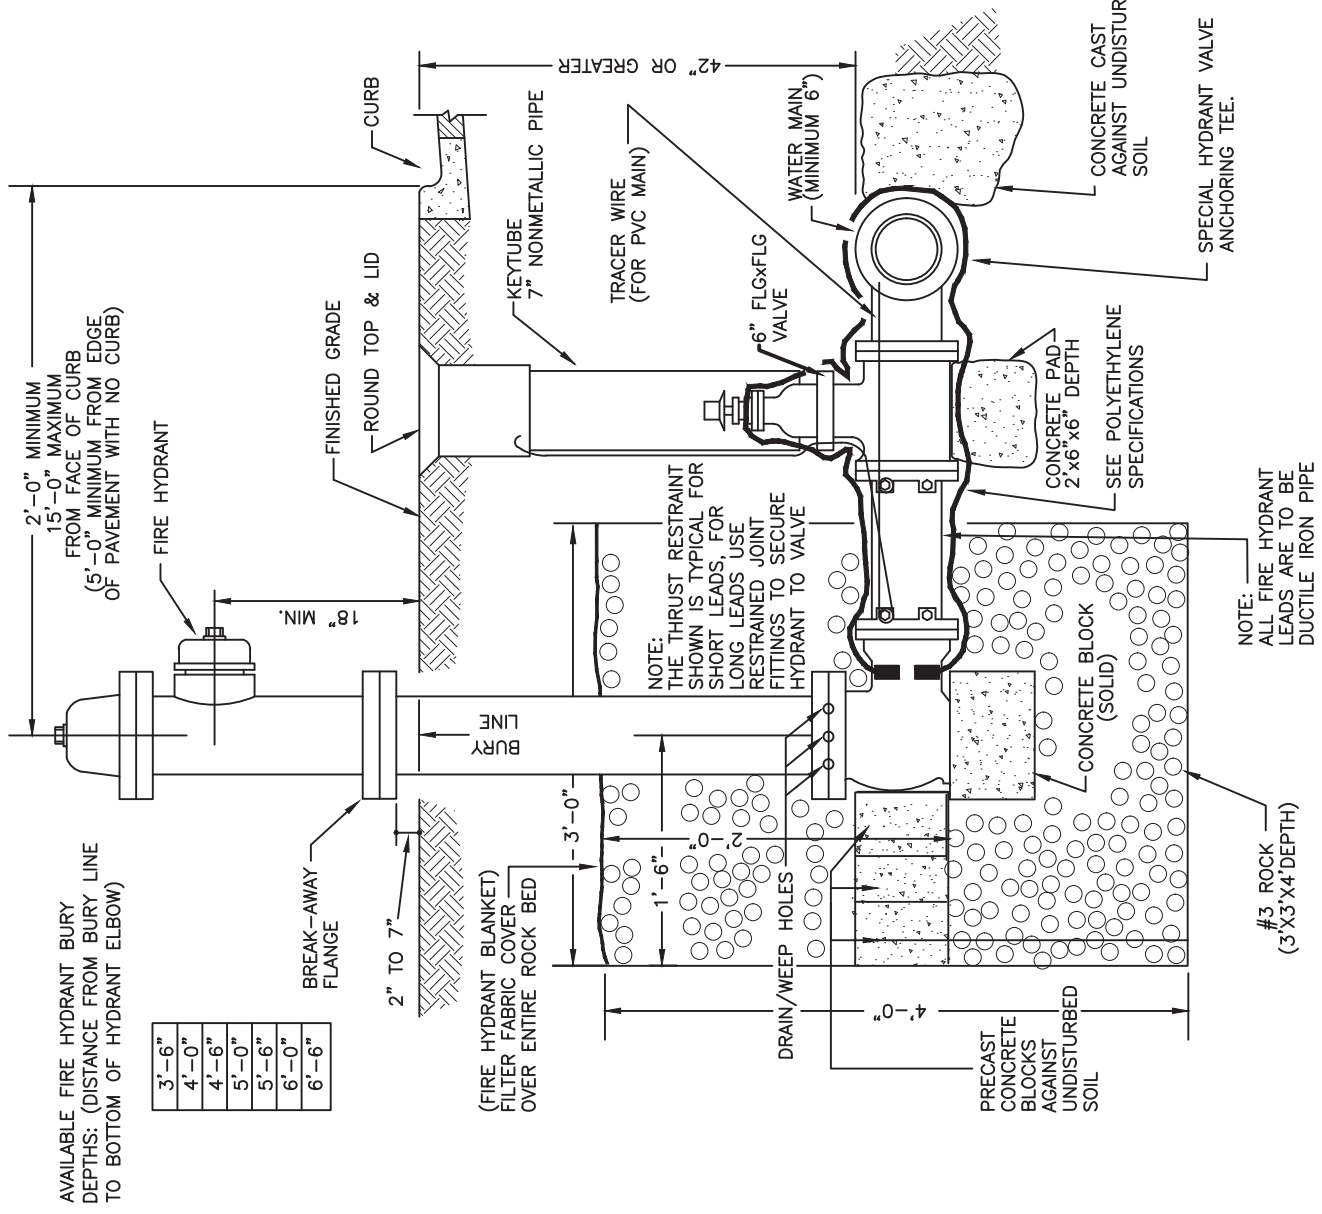 AVAILABLE FIRE HYDRANT BURY
DEPTHS: (DISTANCE FROM BURY LINE
TO BOTTOM OF HYDRANT ELBOW)
3'-6"
4'-0"
4'-6"
5'-0"
5'-6"
6'-0"
6'-6"
2'-0" MINIMUM
15'-0" MAXIMUM
FROM FACE OF CURB
(5'-0" MINIMUM FROM EDGE
OF PAVEMENT WITH NO CURB)
FIRE HYDRANT
18" MIN.
FINISHED GRADE
ROUND TOP & LID
CURB
42" OR GREATER
KEYTUBE
7" NONMETALLIC PIPE
TRACER WIRE
(FOR PVC MAIN)
WATER MAIN
(MINIMUM 6")
6" FLGxFLG
VALVE
BREAK-AWAY
FLANGE
2" TO 7"
BURY
LINE
(FIRE HYDRANT BLANKET)
FILTER FABRIC COVER
OVER ENTIRE ROCK BED
3'-0"
1'-6"
2'-0"
4'-0"
NOTE:
THE THRUST RESTRAINT
SHOWN IS TYPICAL FOR
SHORT LEADS, FOR
LONG LEADS USE
RESTRAINED JOINT
FITTINGS TO SECURE
HYDRANT TO VALVE
DRAIN/WEEP HOLES
PRECAST
CONCRETE
BLOCKS
AGAINST
UNDISTURBED
SOIL
CONCRETE BLOCK
(SOLID)
#3 ROCK
(3'X3'X4'DEPTH)
CONCRETE PAD-
2'x6"x6" DEPTH
SEE POLYETHYLENE
SPECIFICATIONS
NOTE:
ALL FIRE HYDRANT
LEADS ARE TO BE
DUCTILE IRON PIPE
CONCRETE CAST
AGAINST UNDISTUR
SOIL
SPECIAL HYDRANT VALVE
ANCHORING TEE.